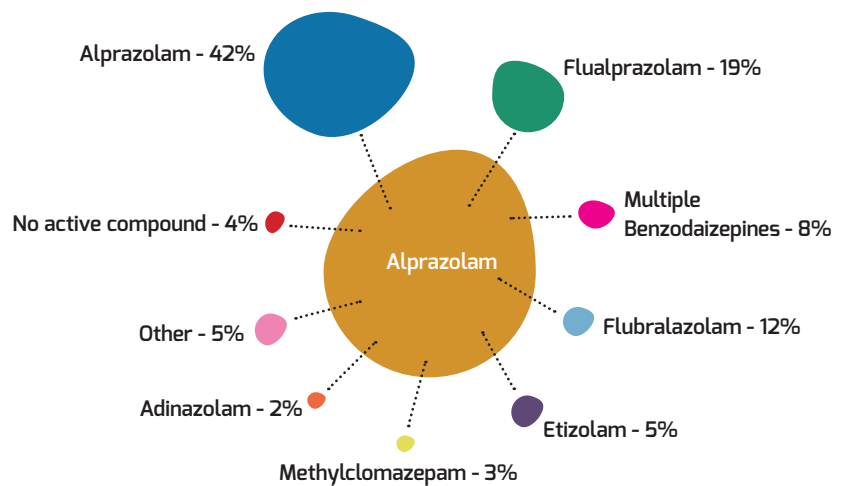 Alprazolam - 42%
Flualprazolam - 19%
Multiple
Benzodaizepines - 8%
No active compound - 4%
Alprazolam
Flubralazolam - 12%
Other - 5%
Adinazolam - 2%
Etizolam - 5%
Methylclomazepam - 3%